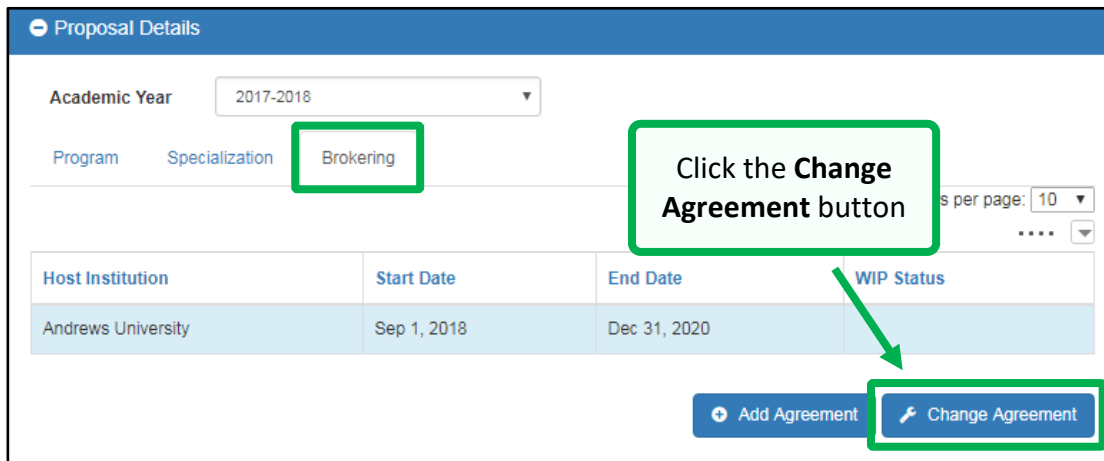 Proposal Details
Academic Year 2017-2018
Program Specialization Brokering
Click the Change
Agreement button
s per page: 10
Host Institution Start Date End Date WIP Status
Andrews University Sep 1, 2018 Dec 31, 2020
Add Agreement Change Agreement